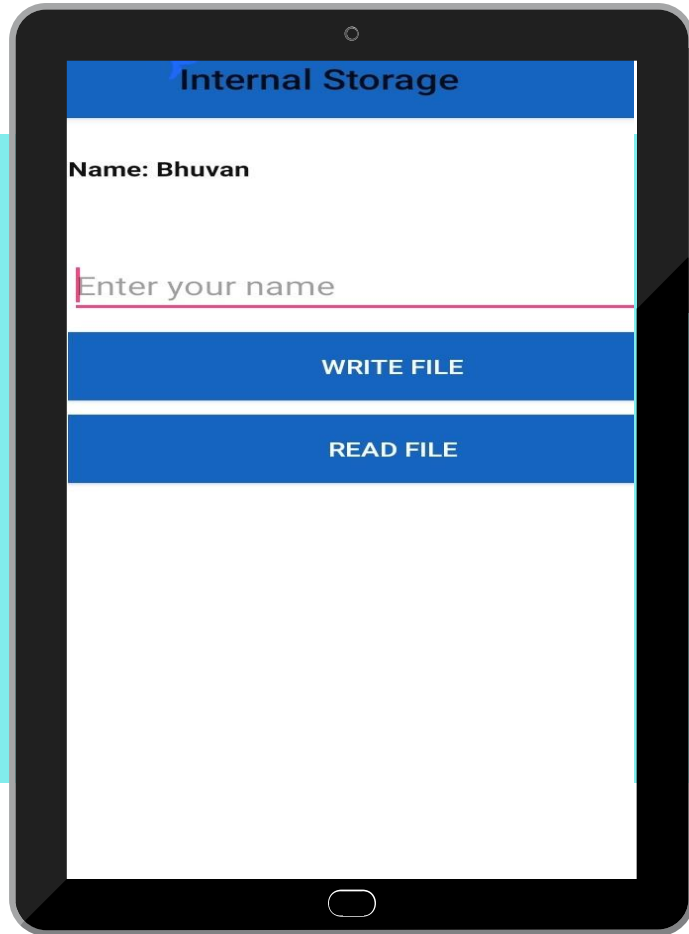 Internal Storage
Name: Bhuvan
Enter your name
WRITE FILE
READ FILE